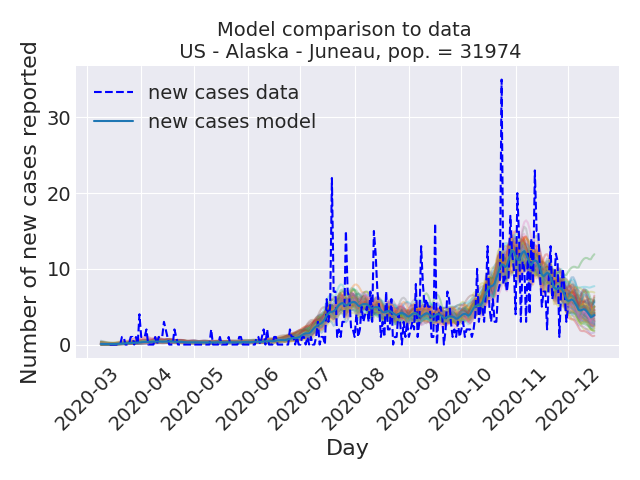 Model comparison to data
US - Alaska - Juneau, pop. = 31974
Number of new cases reported
new cases data
new cases model
30
20
10
0
2020-03
2020-04
2020-05
2020-06
2020-07
2020-08
2020-09
2020-10
2020-11
2020-12
Day